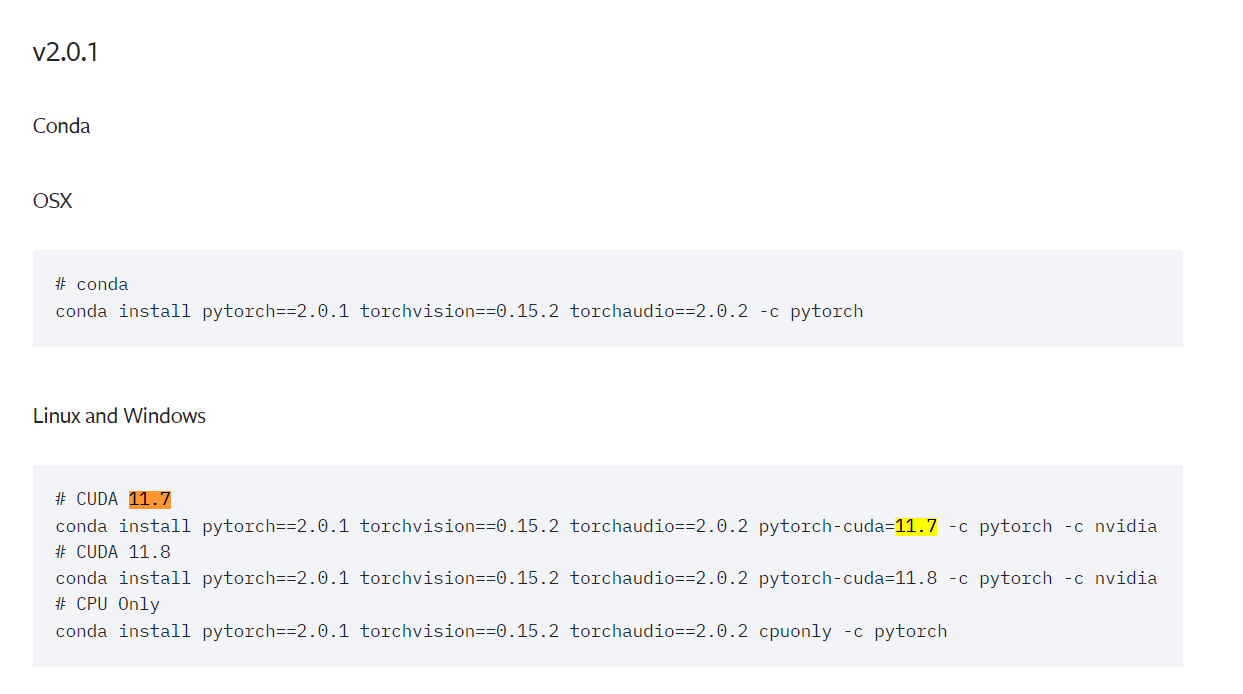 v2.0.1
Conda
OSX
# conda
conda install pytorch==2.0.1 torchvision==0.15.2 torchaudio==2.0.2 -c pytorch
Linux and Windows
# CUDA 11.7
conda install pytorch==2.0.1 torchvision==0.15.2 torchaudio==2.0.2 pytorch-cuda=11.7 -c pytorch -c nvidia
# CUDA 11.8
conda install pytorch==2.0.1 torchvision==0.15.2 torchaudio==2.0.2 pytorch-cuda=11.8 -c pytorch -c nvidia
# CPU Only
conda install pytorch==2.0.1 torchvision==0.15.2 torchaudio==2.0.2 cpuonly -c pytorch